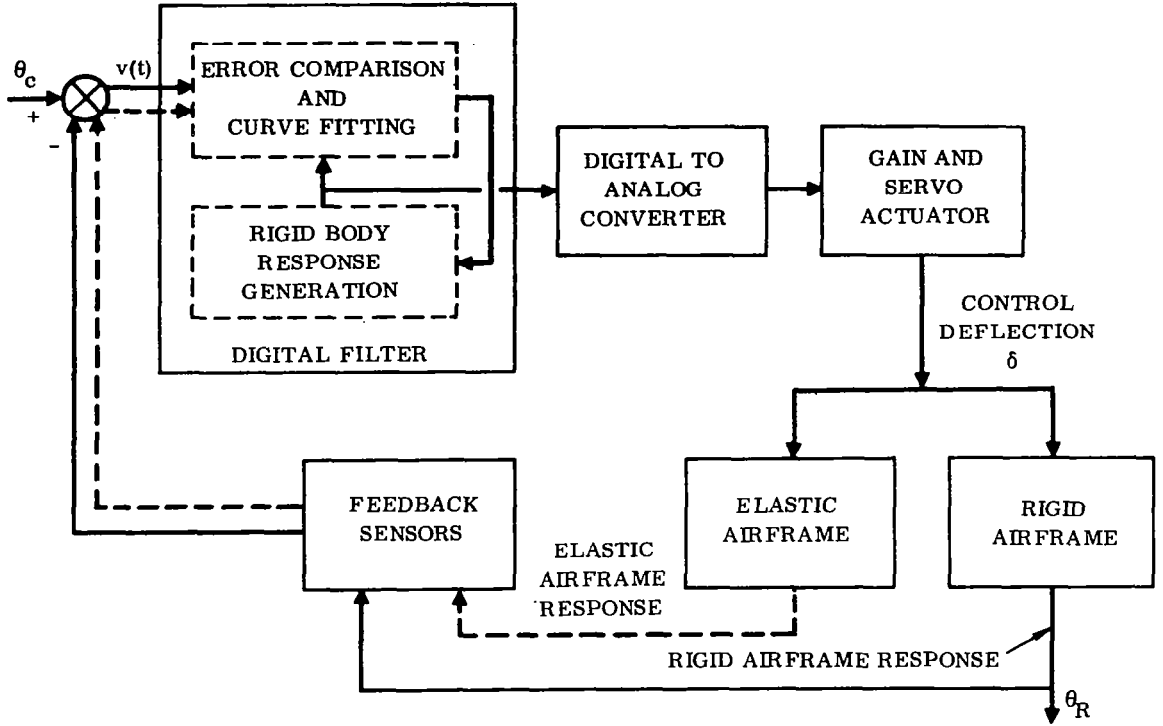 θc
+
-
v(t)
ERROR COMPARISON
AND
CURVE FITTING
RIGID BODY
RESPONSE
GENERATION
DIGITAL FILTER
DIGITAL TO
ANALOG
CONVERTER
GAIN AND
SERVO
ACTUATOR
CONTROL
DEFLECTION
δ
FEEDBACK
SENSORS
ELASTIC
AIRFRAME
RIGID
AIRFRAME
ELASTIC
AIRFRAME
RESPONSE
RIGID AIRFRAME RESPONSE
θR